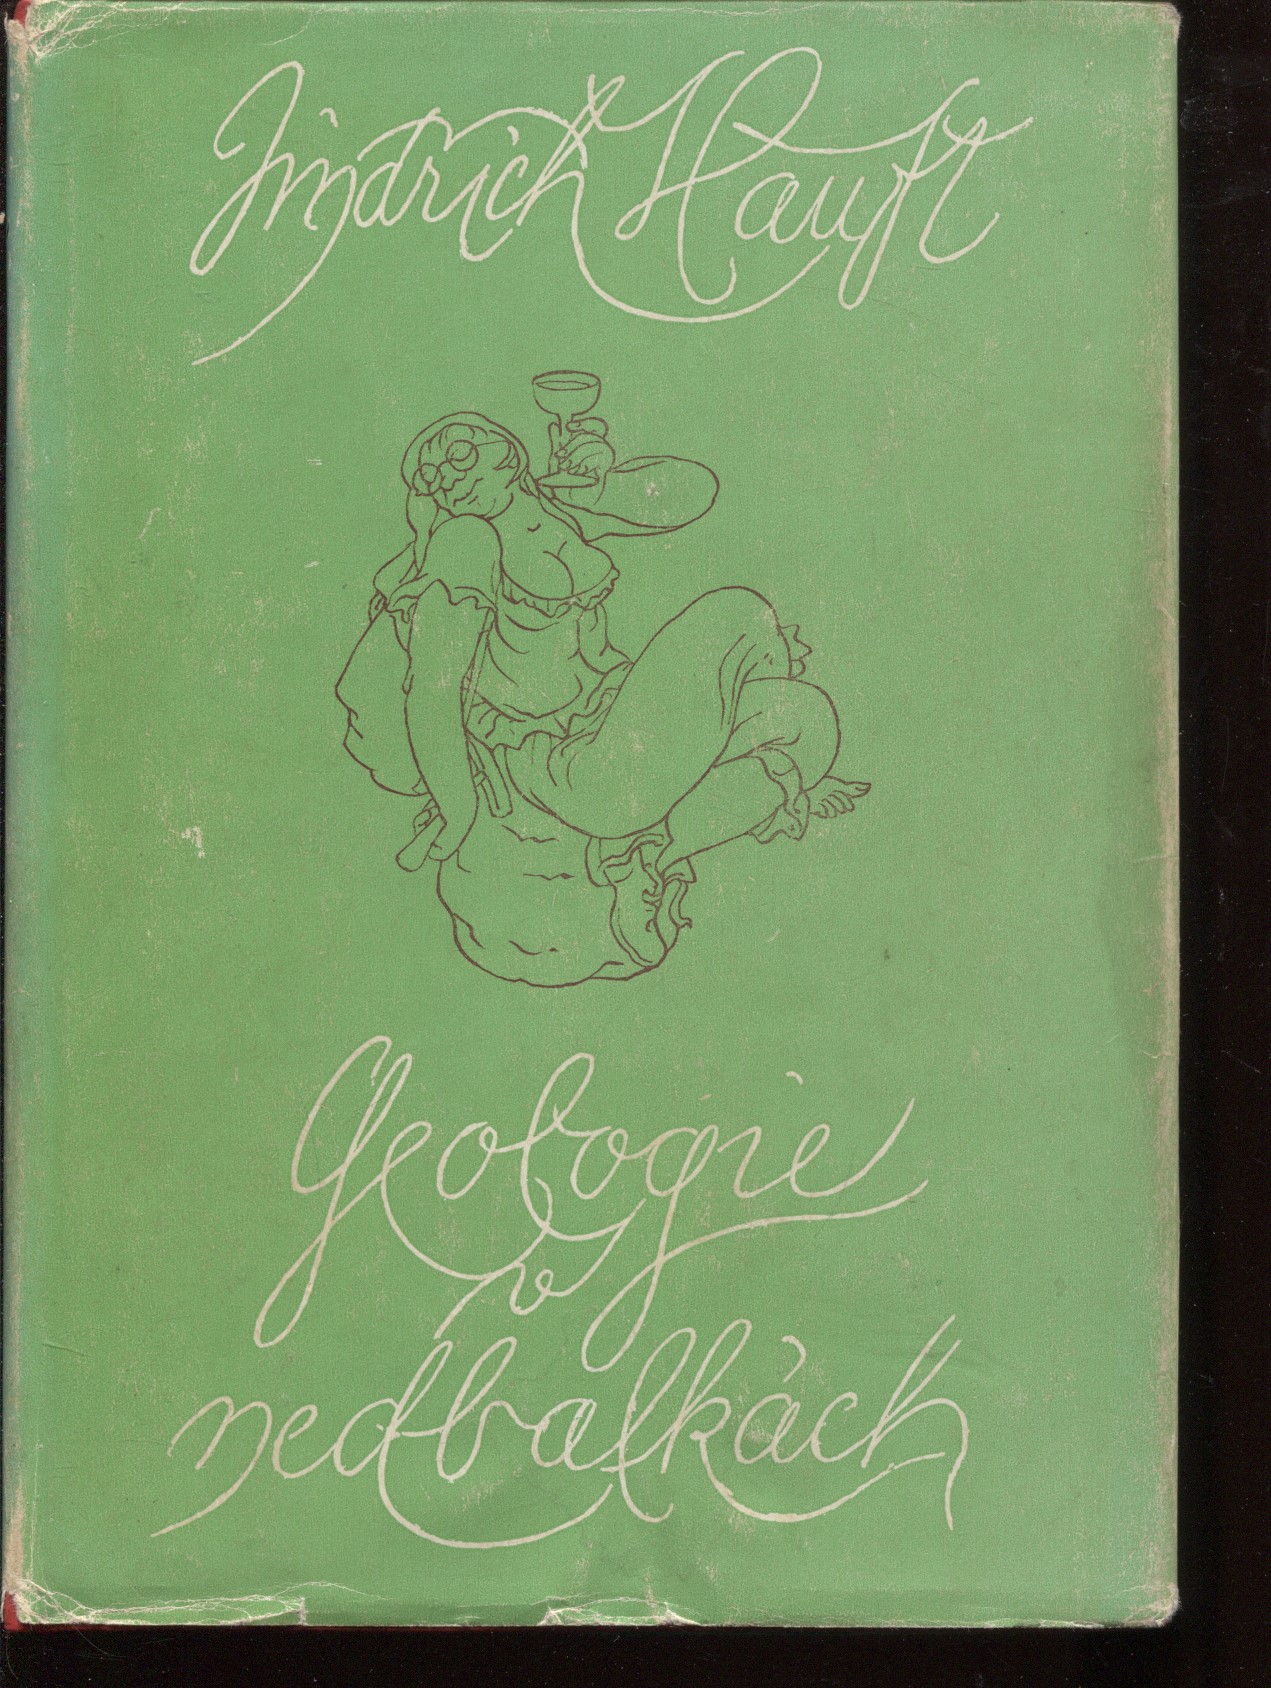 Jindřich Hauft
Geologie
v
nedbalkách